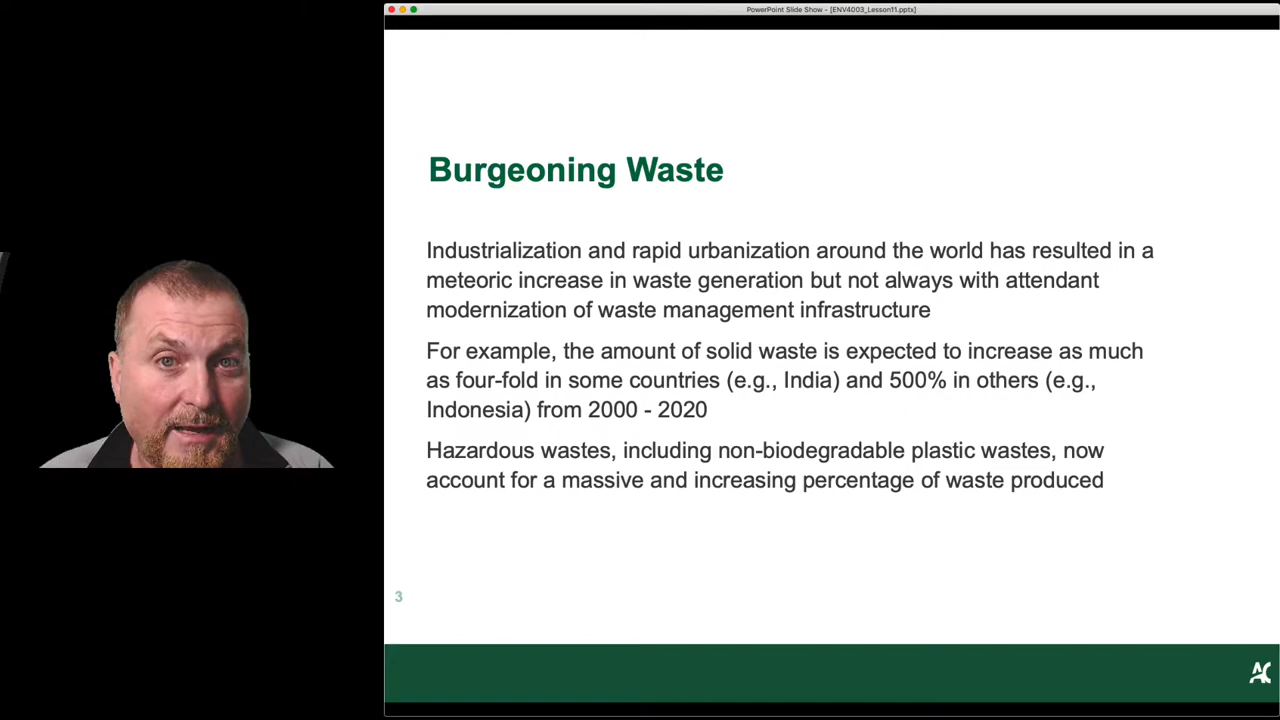 PowerPoint Slide Show - [ENV4003_Lesson11.pptx]
Burgeoning Waste
Industrialization and rapid urbanization around the world has resulted in a
meteoric increase in waste generation but not always with attendant
modernization of waste management infrastructure
For example, the amount of solid waste is expected to increase as much
as four-fold in some countries (e.g., India) and 500% in others (e.g.,
Indonesia) from 2000 - 2020
Hazardous wastes, including non-biodegradable plastic wastes, now
account for a massive and increasing percentage of waste produced
3
AC